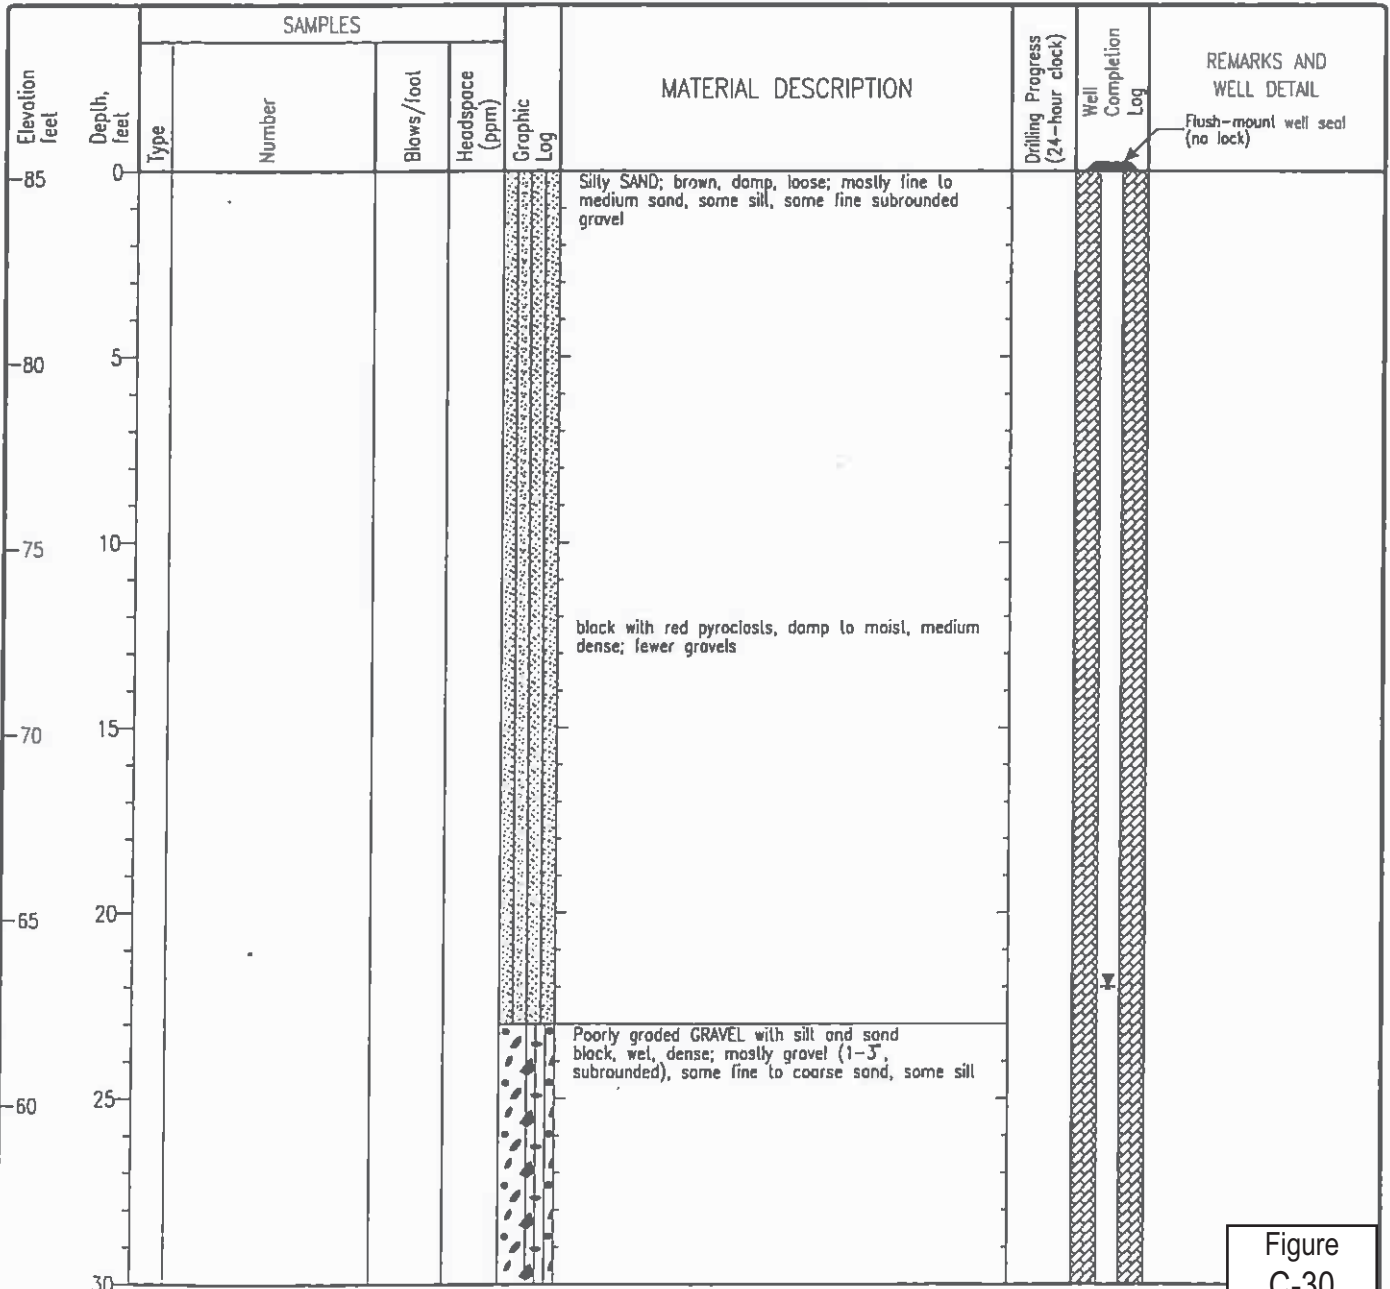 SAMPLES
Elevation
feet
Depth,
feet
Type
Number
Blows/foot
Headspace
(ppm)
Graphic
Log
MATERIAL DESCRIPTION
Drilling Progress
(24-hour clock)
Well
Completion
Log
REMARKS AND
WELL DETAIL
Flush-mount well seal
(no lock)
0
-85
Silty SAND; brown, damp, loose; mostly fine to
medium sand, some silt, some fine subrounded
gravel
5
-80
10
-75
black with red pyroclasts, damp to moist, medium
dense; fewer gravels
15
-70
20
-65
Poorly graded GRAVEL with silt and sand
black, wet, dense; mostly gravel (1-3",
subrounded), some fine to coarse sand, some silt
25
-60
30
Figure
C-30